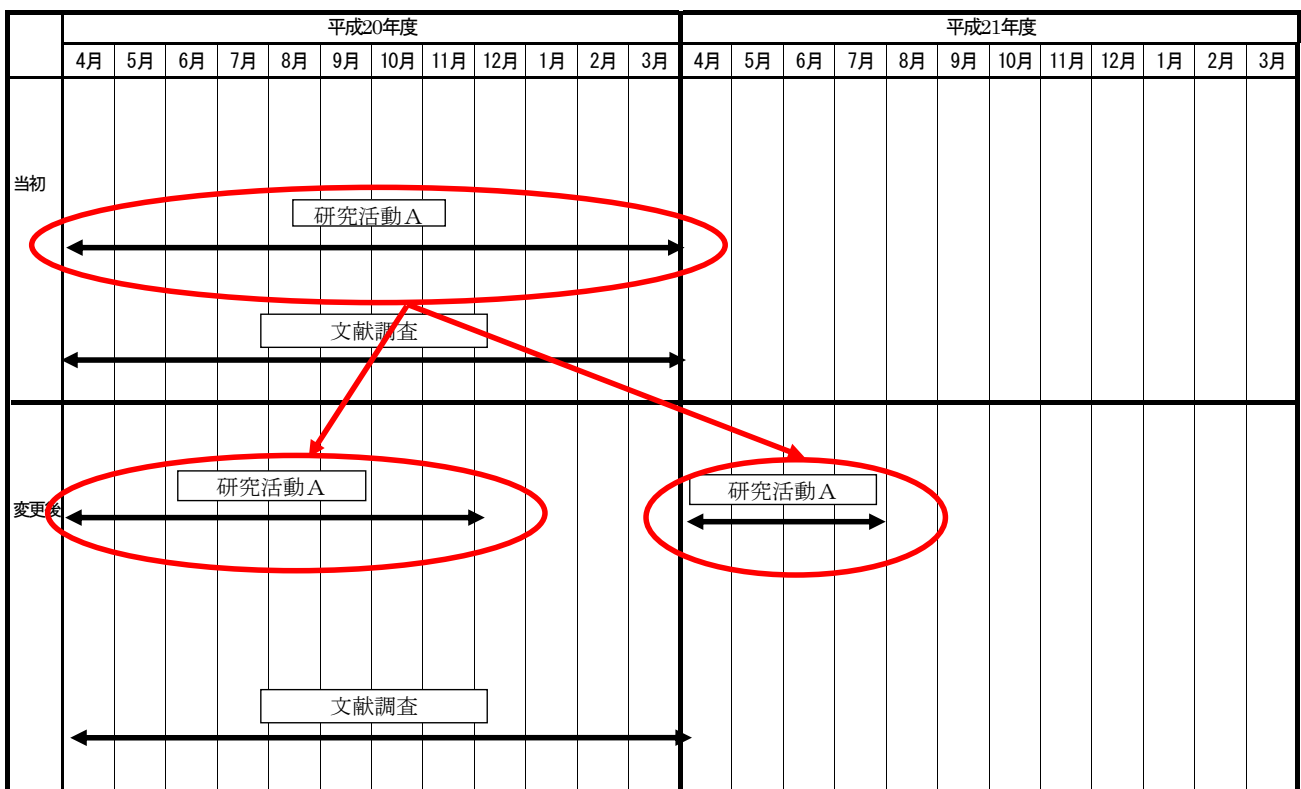 平成20年度 平成21年度
4月 5月 6月 7月 8月 9月 10月 11月 12月 1月 2月 3月 4月 5月 6月 7月 8月 9月 10月 11月 12月 1月 2月 3月
当初
研究活動A
文献調査
変更後
研究活動A 研究活動A
文献調査